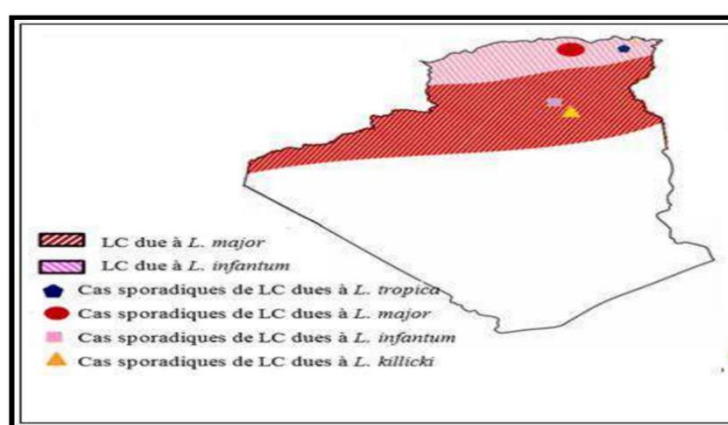 LC due à L. major
LC due à L. infantum
Cas sporadiques de LC dues à L. tropica
Cas sporadiques de LC dues à L. major
Cas sporadiques de LC dues à L. infantum
Cas sporadiques de LC dues à L. killicki